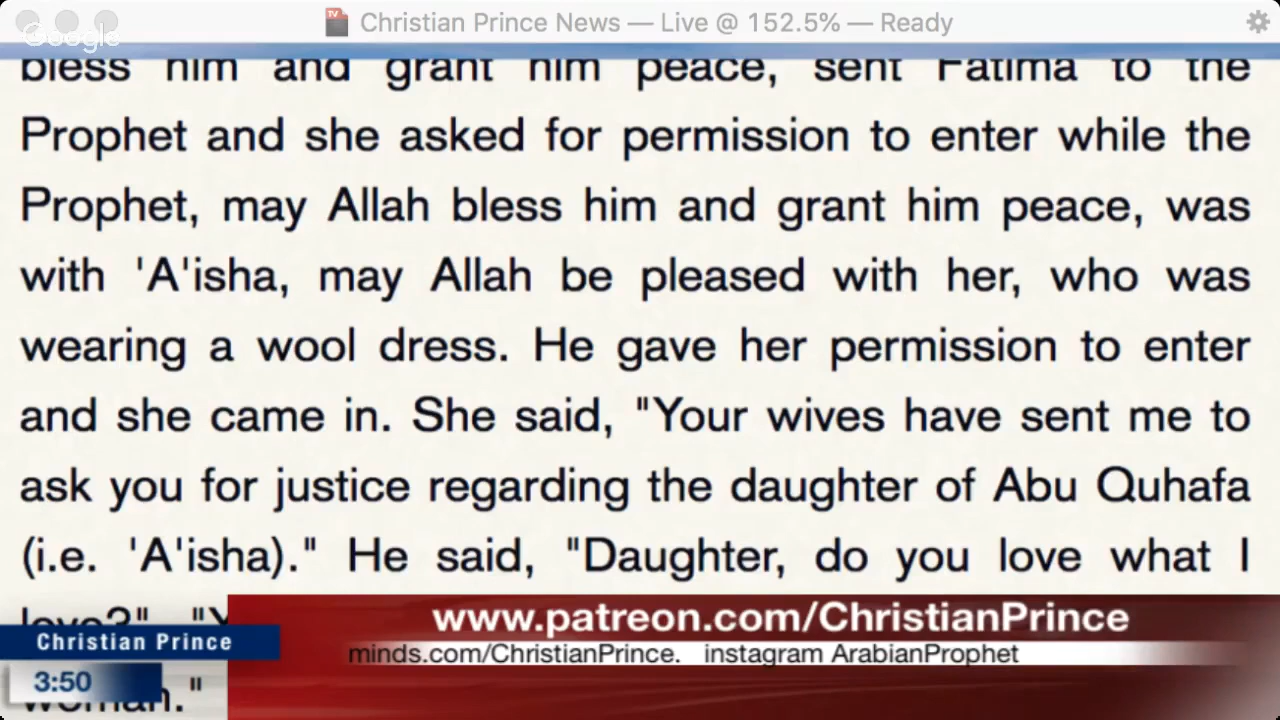 Christian Prince News — Live @ 152.5% — Ready
Google
bless him and grant him peace, sent Fatima to the
Prophet and she asked for permission to enter while the
Prophet, may Allah bless him and grant him peace, was
with 'A'isha, may Allah be pleased with her, who was
wearing a wool dress. He gave her permission to enter
and she came in. She said, "Your wives have sent me to
ask you for justice regarding the daughter of Abu Quhafa
(i.e. 'A'isha)." He said, "Daughter, do you love what I
love?" "Y
woman."
www.patreon.com/ChristianPrince
Christian Prince
minds.com/ChristianPrince. instagram ArabianProphet
3:50